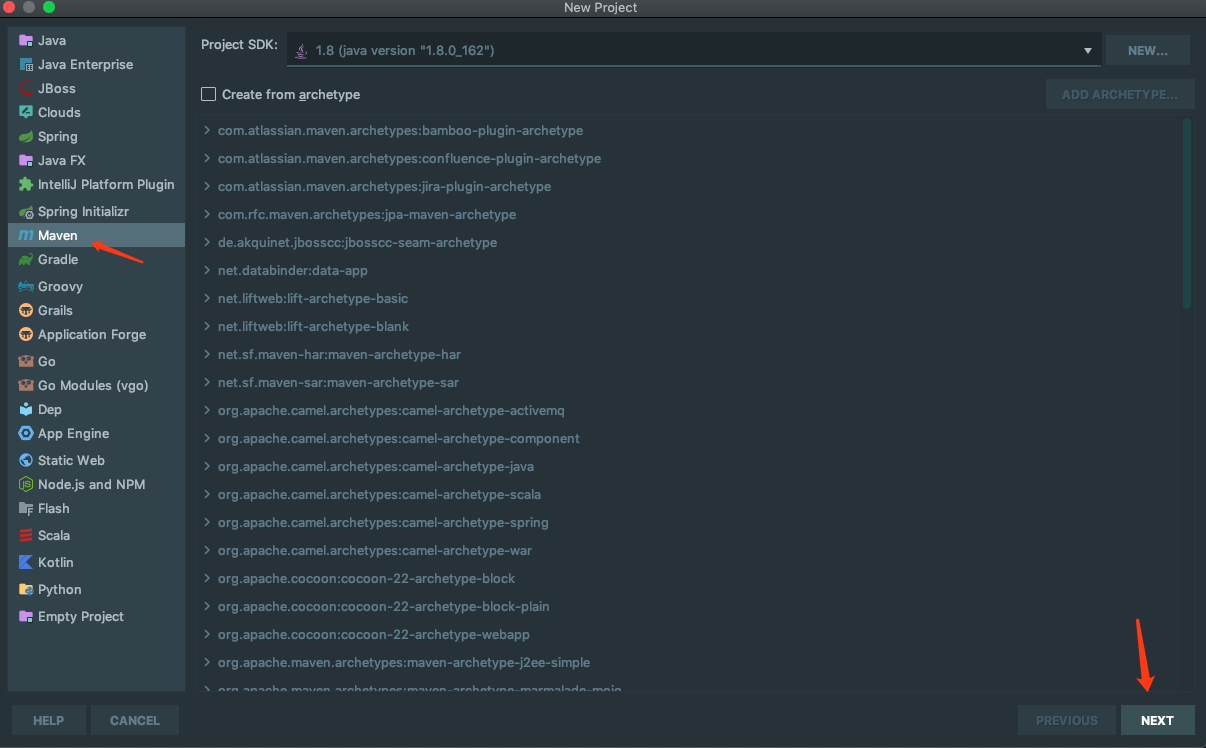 New Project
Java
Java Enterprise
JBoss
Clouds
Spring
Java FX
IntelliJ Platform Plugin
Spring Initializr
Maven
Gradle
Groovy
Grails
Application Forge
Go
Go Modules (vgo)
Dep
App Engine
Static Web
Node.js and NPM
Flash
Scala
Kotlin
Python
Empty Project
Project SDK: 1.8 (java version "1.8.0_162") NEW...
Create from archetype ADD ARCHETYPE...
com.atlassian.maven.archetypes:bamboo-plugin-archetype
com.atlassian.maven.archetypes:confluence-plugin-archetype
com.atlassian.maven.archetypes:jira-plugin-archetype
com.rfc.maven.archetypes:jpa-maven-archetype
de.akquinet.jbosscc:jbosscc-seam-archetype
net.databinder:data-app
net.liftweb:lift-archetype-basic
net.liftweb:lift-archetype-blank
net.sf.maven-har:maven-archetype-har
net.sf.maven-sar:maven-archetype-sar
org.apache.camel.archetypes:camel-archetype-activemq
org.apache.camel.archetypes:camel-archetype-component
org.apache.camel.archetypes:camel-archetype-java
org.apache.camel.archetypes:camel-archetype-scala
org.apache.camel.archetypes:camel-archetype-spring
org.apache.camel.archetypes:camel-archetype-war
org.apache.cocoon:cocoon-22-archetype-block
org.apache.cocoon:cocoon-22-archetype-block-plain
org.apache.cocoon:cocoon-22-archetype-webapp
org.apache.maven.archetypes:maven-archetype-j2ee-simple
org.apache.maven.archetypes:maven-archetype-marmalade-mojo
HELP CANCEL PREVIOUS NEXT